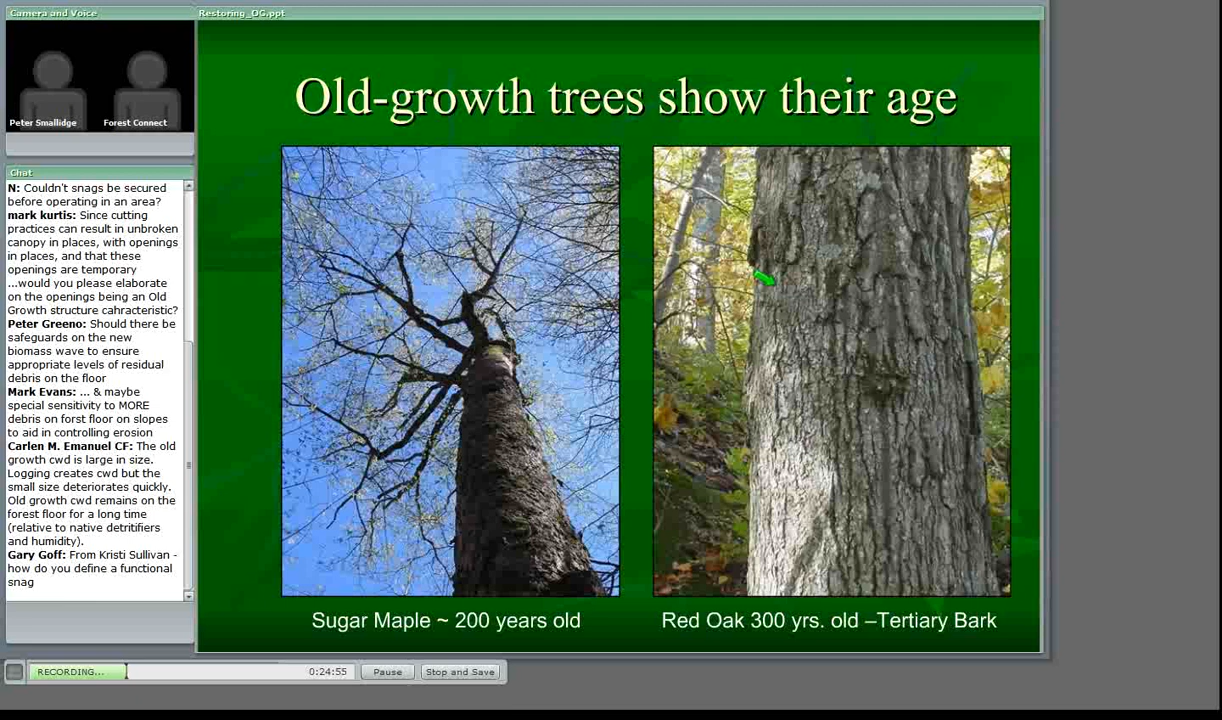 Camera and Voice
Restoring_OG.ppt
Peter Smallidge
Forest Connect
Chat
N: Couldn't snags be secured
before operating in an area?
mark kurtis: Since cutting
practices can result in unbroken
canopy in places, with openings
in places, and that these
openings are temporary
...would you please elaborate
on the openings being an Old
Growth structure cahracteristic?
Peter Greeno: Should there be
safeguards on the new
biomass wave to ensure
appropriate levels of residual
debris on the floor
Mark Evans: ... & maybe
special sensitivity to MORE
debris on forst floor on slopes
to aid in controlling erosion
Carlen M. Emanuel CF: The old
growth cwd is large in size.
Logging creates cwd but the
small size deteriorates quickly.
Old growth cwd remains on the
forest floor for a long time
(relative to native detritifiers
and humidity).
Gary Goff: From Kristi Sullivan -
how do you define a functional
snag
Old-growth trees show their age
Sugar Maple ~ 200 years old
Red Oak 300 yrs. old –Tertiary Bark
RECORDING...
0:24:55
Pause
Stop and Save